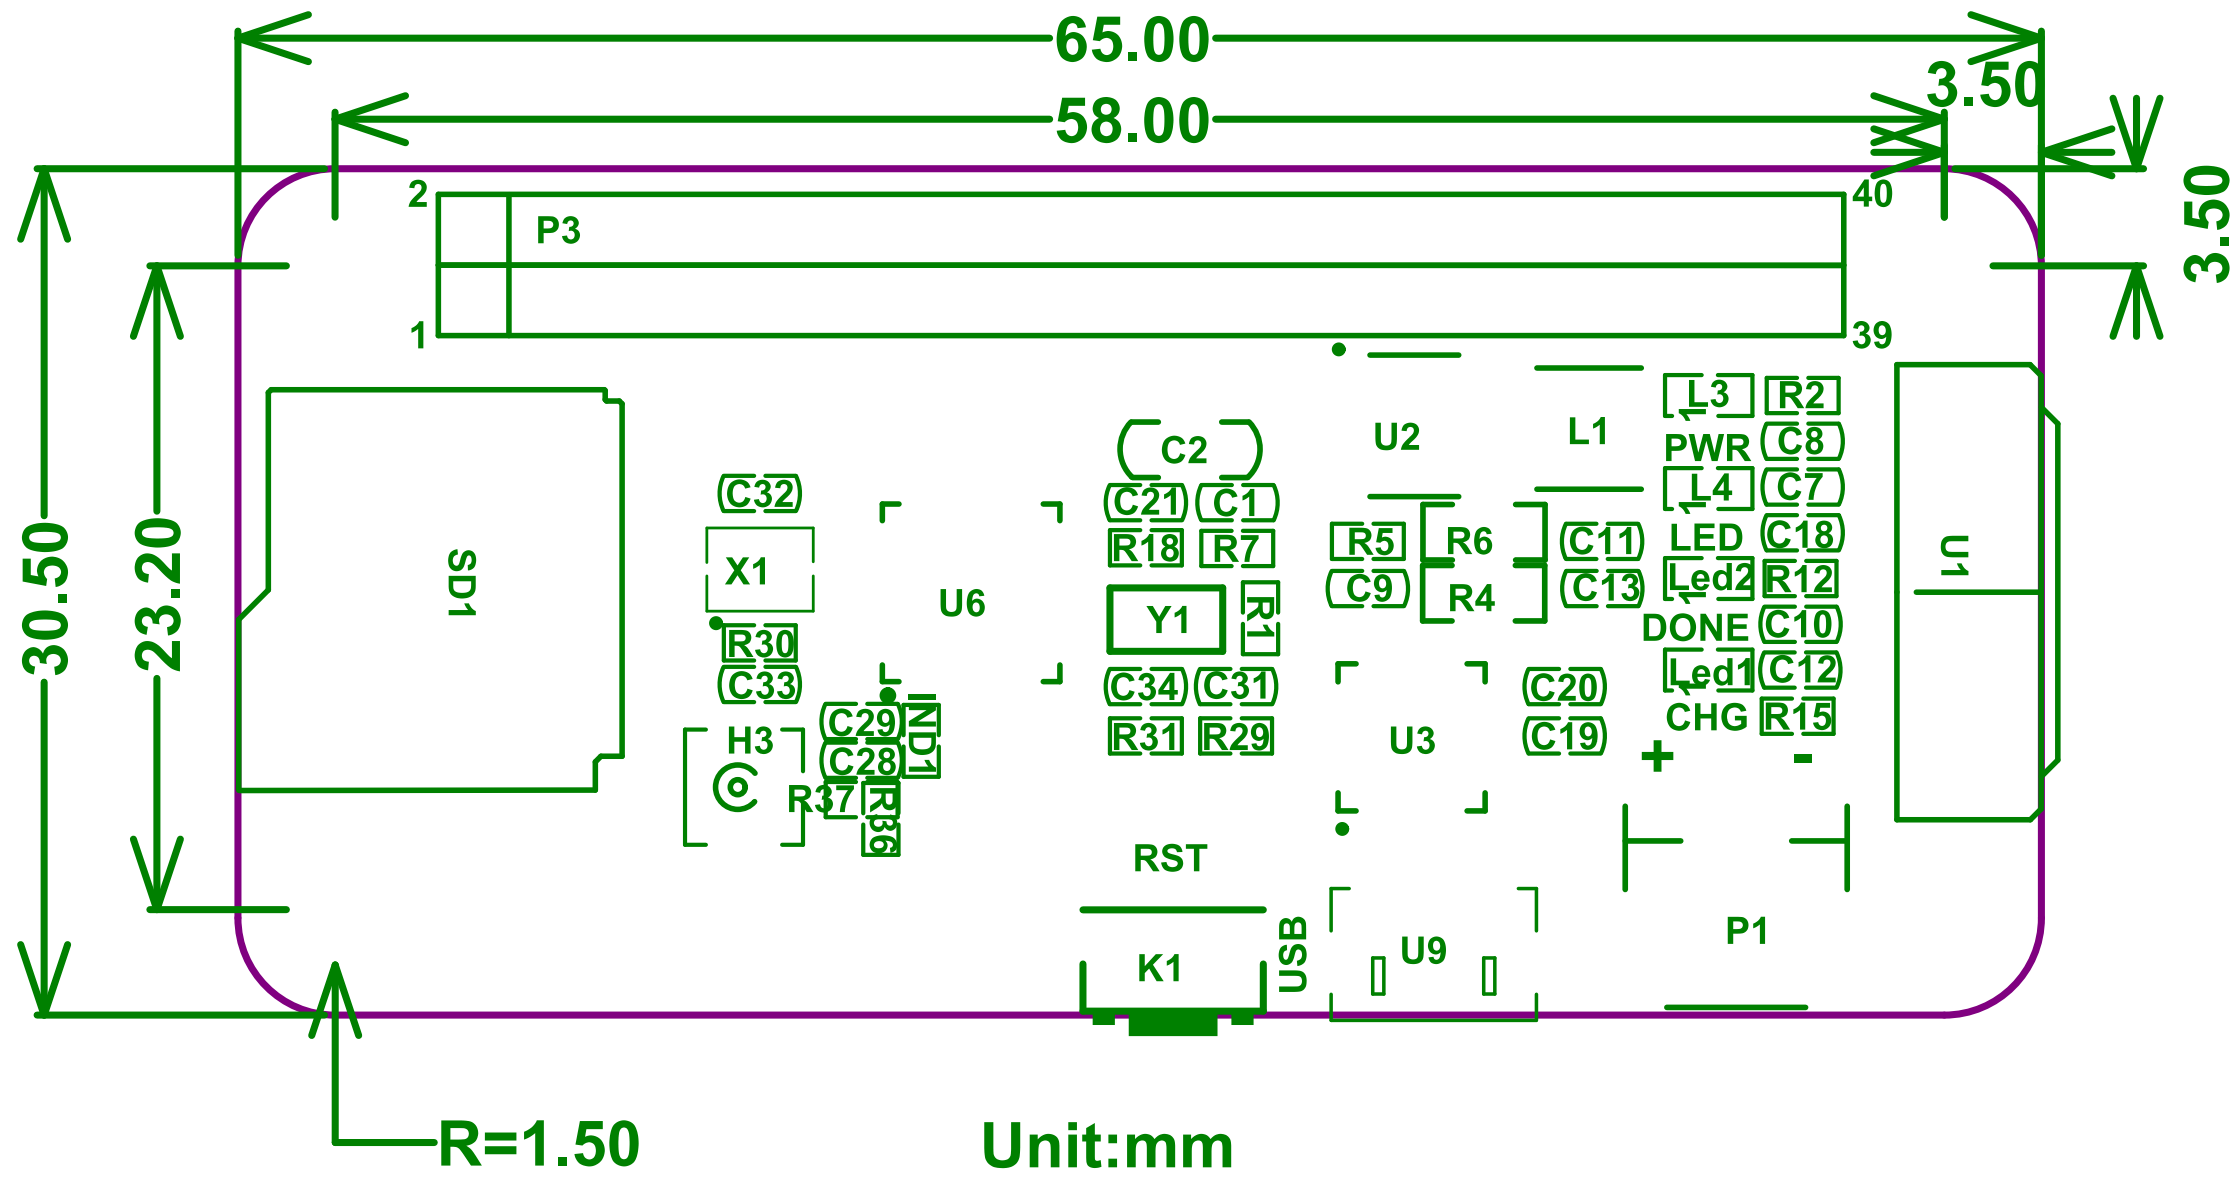 65.00
3.50
58.00
3.50
2
40
P3
1
39
30.50
23.20
SD1
C32
X1
R30
C33
H3
U6
C29
C28
IND1
R37
R36
C2
C21
C1
R18
R7
Y1
R1
C34
C31
R31
R29
U2
L1
R5
R6
C11
C9
R4
C13
U3
C20
C19
L3
R2
1
PWR
C8
L4
C7
1
LED
C18
Led2
R12
1
DONE
C10
Led1
C12
1
CHG
R15
+
-
U1
RST
K1
USB
U9
P1
R=1.50
Unit:mm